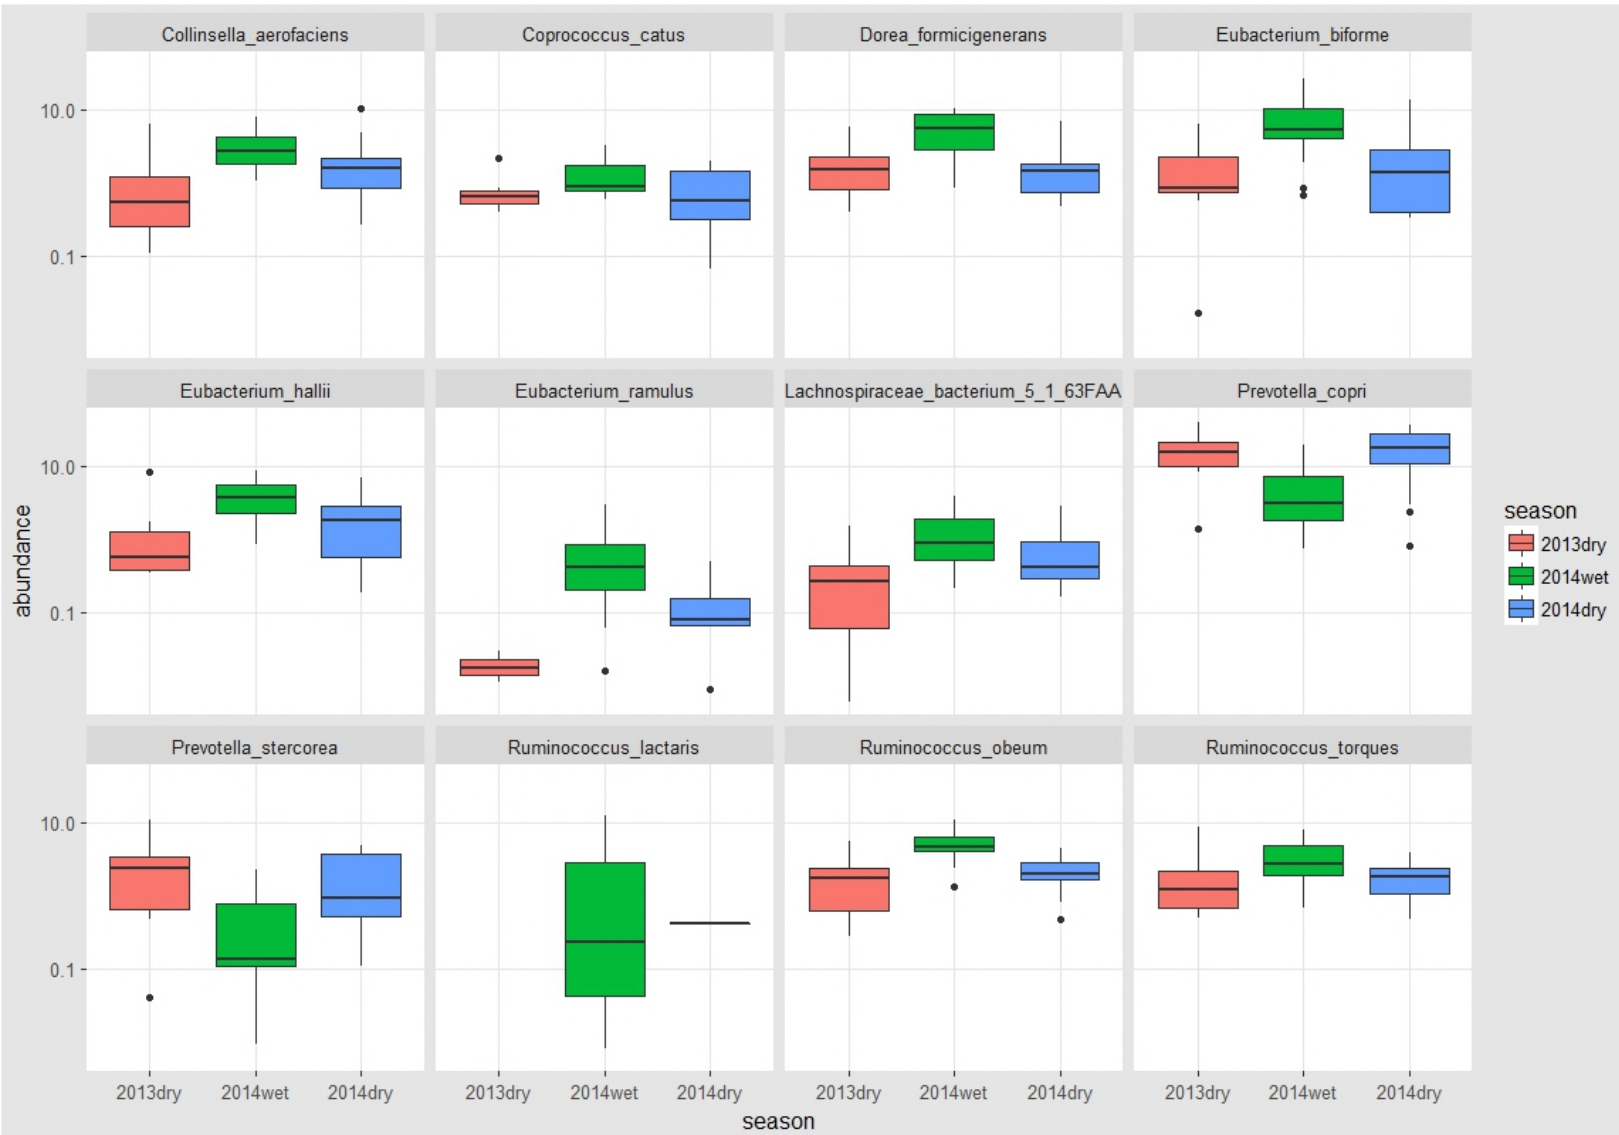 Collinsella_aerofaciens
Coprococcus_catus
Dorea_formicigenerans
Eubacterium_biforme
10.0
0.1
Eubacterium_hallii
Eubacterium_ramulus
Lachnospiraceae_bacterium_5_1_63FAA
Prevotella_copri
10.0
0.1
abundance
season
2013dry
2014wet
2014dry
Prevotella_stercorea
Ruminococcus_lactaris
Ruminococcus_obeum
Ruminococcus_torques
10.0
0.1
2013dry 2014wet 2014dry
2013dry 2014wet 2014dry
2013dry 2014wet 2014dry
2013dry 2014wet 2014dry
season